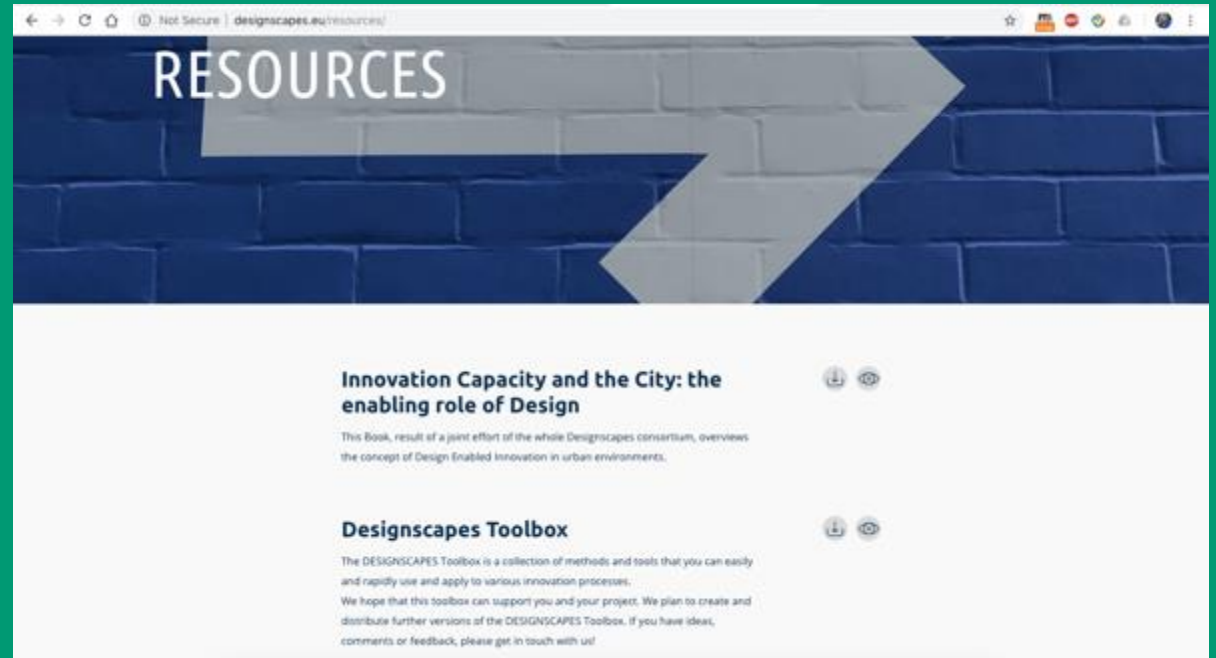 Not Secure | designscapes.eu/resources/
RESOURCES
Innovation Capacity and the City: the
enabling role of Design
This Book, result of a joint effort of the whole Designscapes consortium, overviews
the concept of Design Enabled Innovation in urban environments.
Designscapes Toolbox
The DESIGNSCAPES Toolbox is a collection of methods and tools that you can easily
and rapidly use and apply to various innovation processes.
We hope that this toolbox can support you and your project. We plan to create and
distribute further versions of the DESIGNSCAPES Toolbox. If you have ideas,
comments or feedback, please get in touch with us!